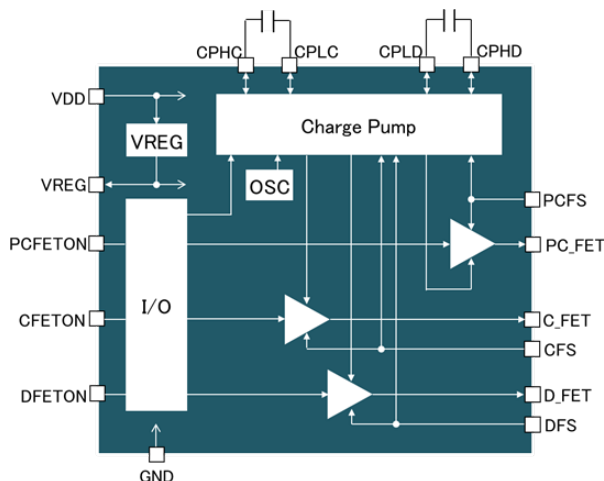 CPHC CPLC CPLD CPHD
VDD
Charge Pump
VREG
VREG
OSC
PCFS
PCFETON
PC_FET
I/O
CFETON
C_FET
CFS
DFETON
D_FET
DFS
GND